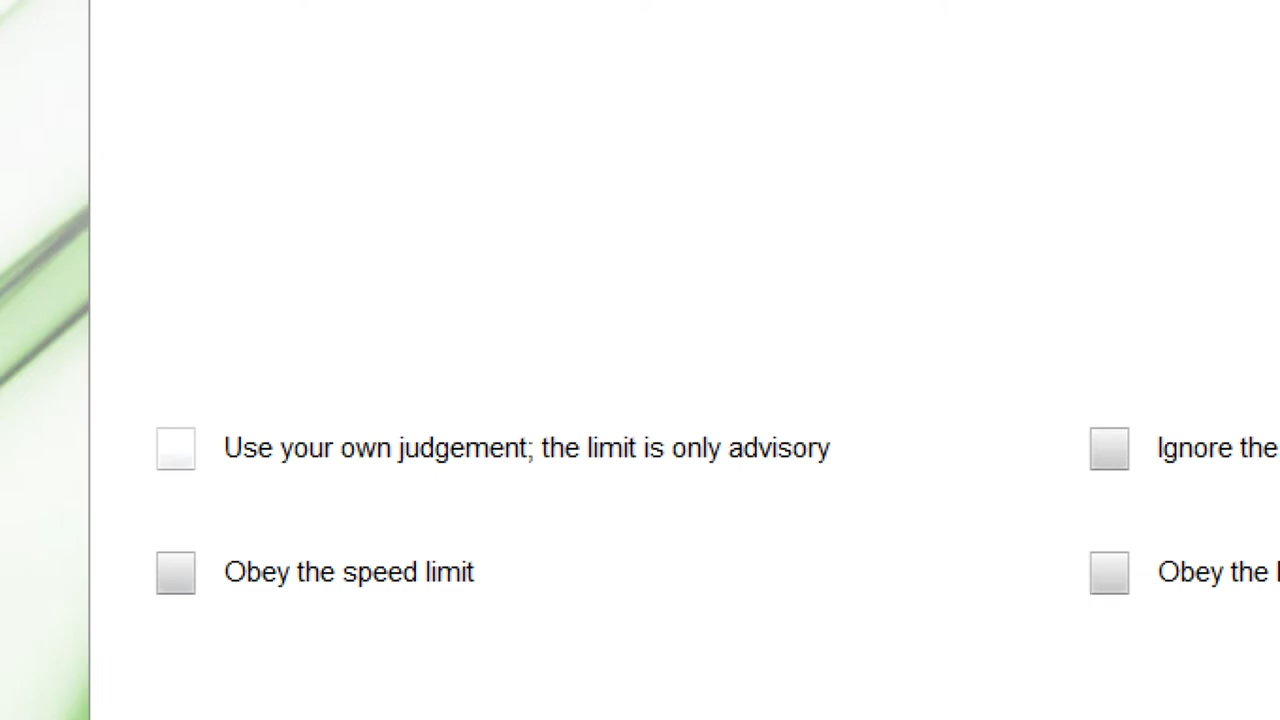 Use your own judgement; the limit is only advisory
Ignore the
Obey the speed limit
Obey the